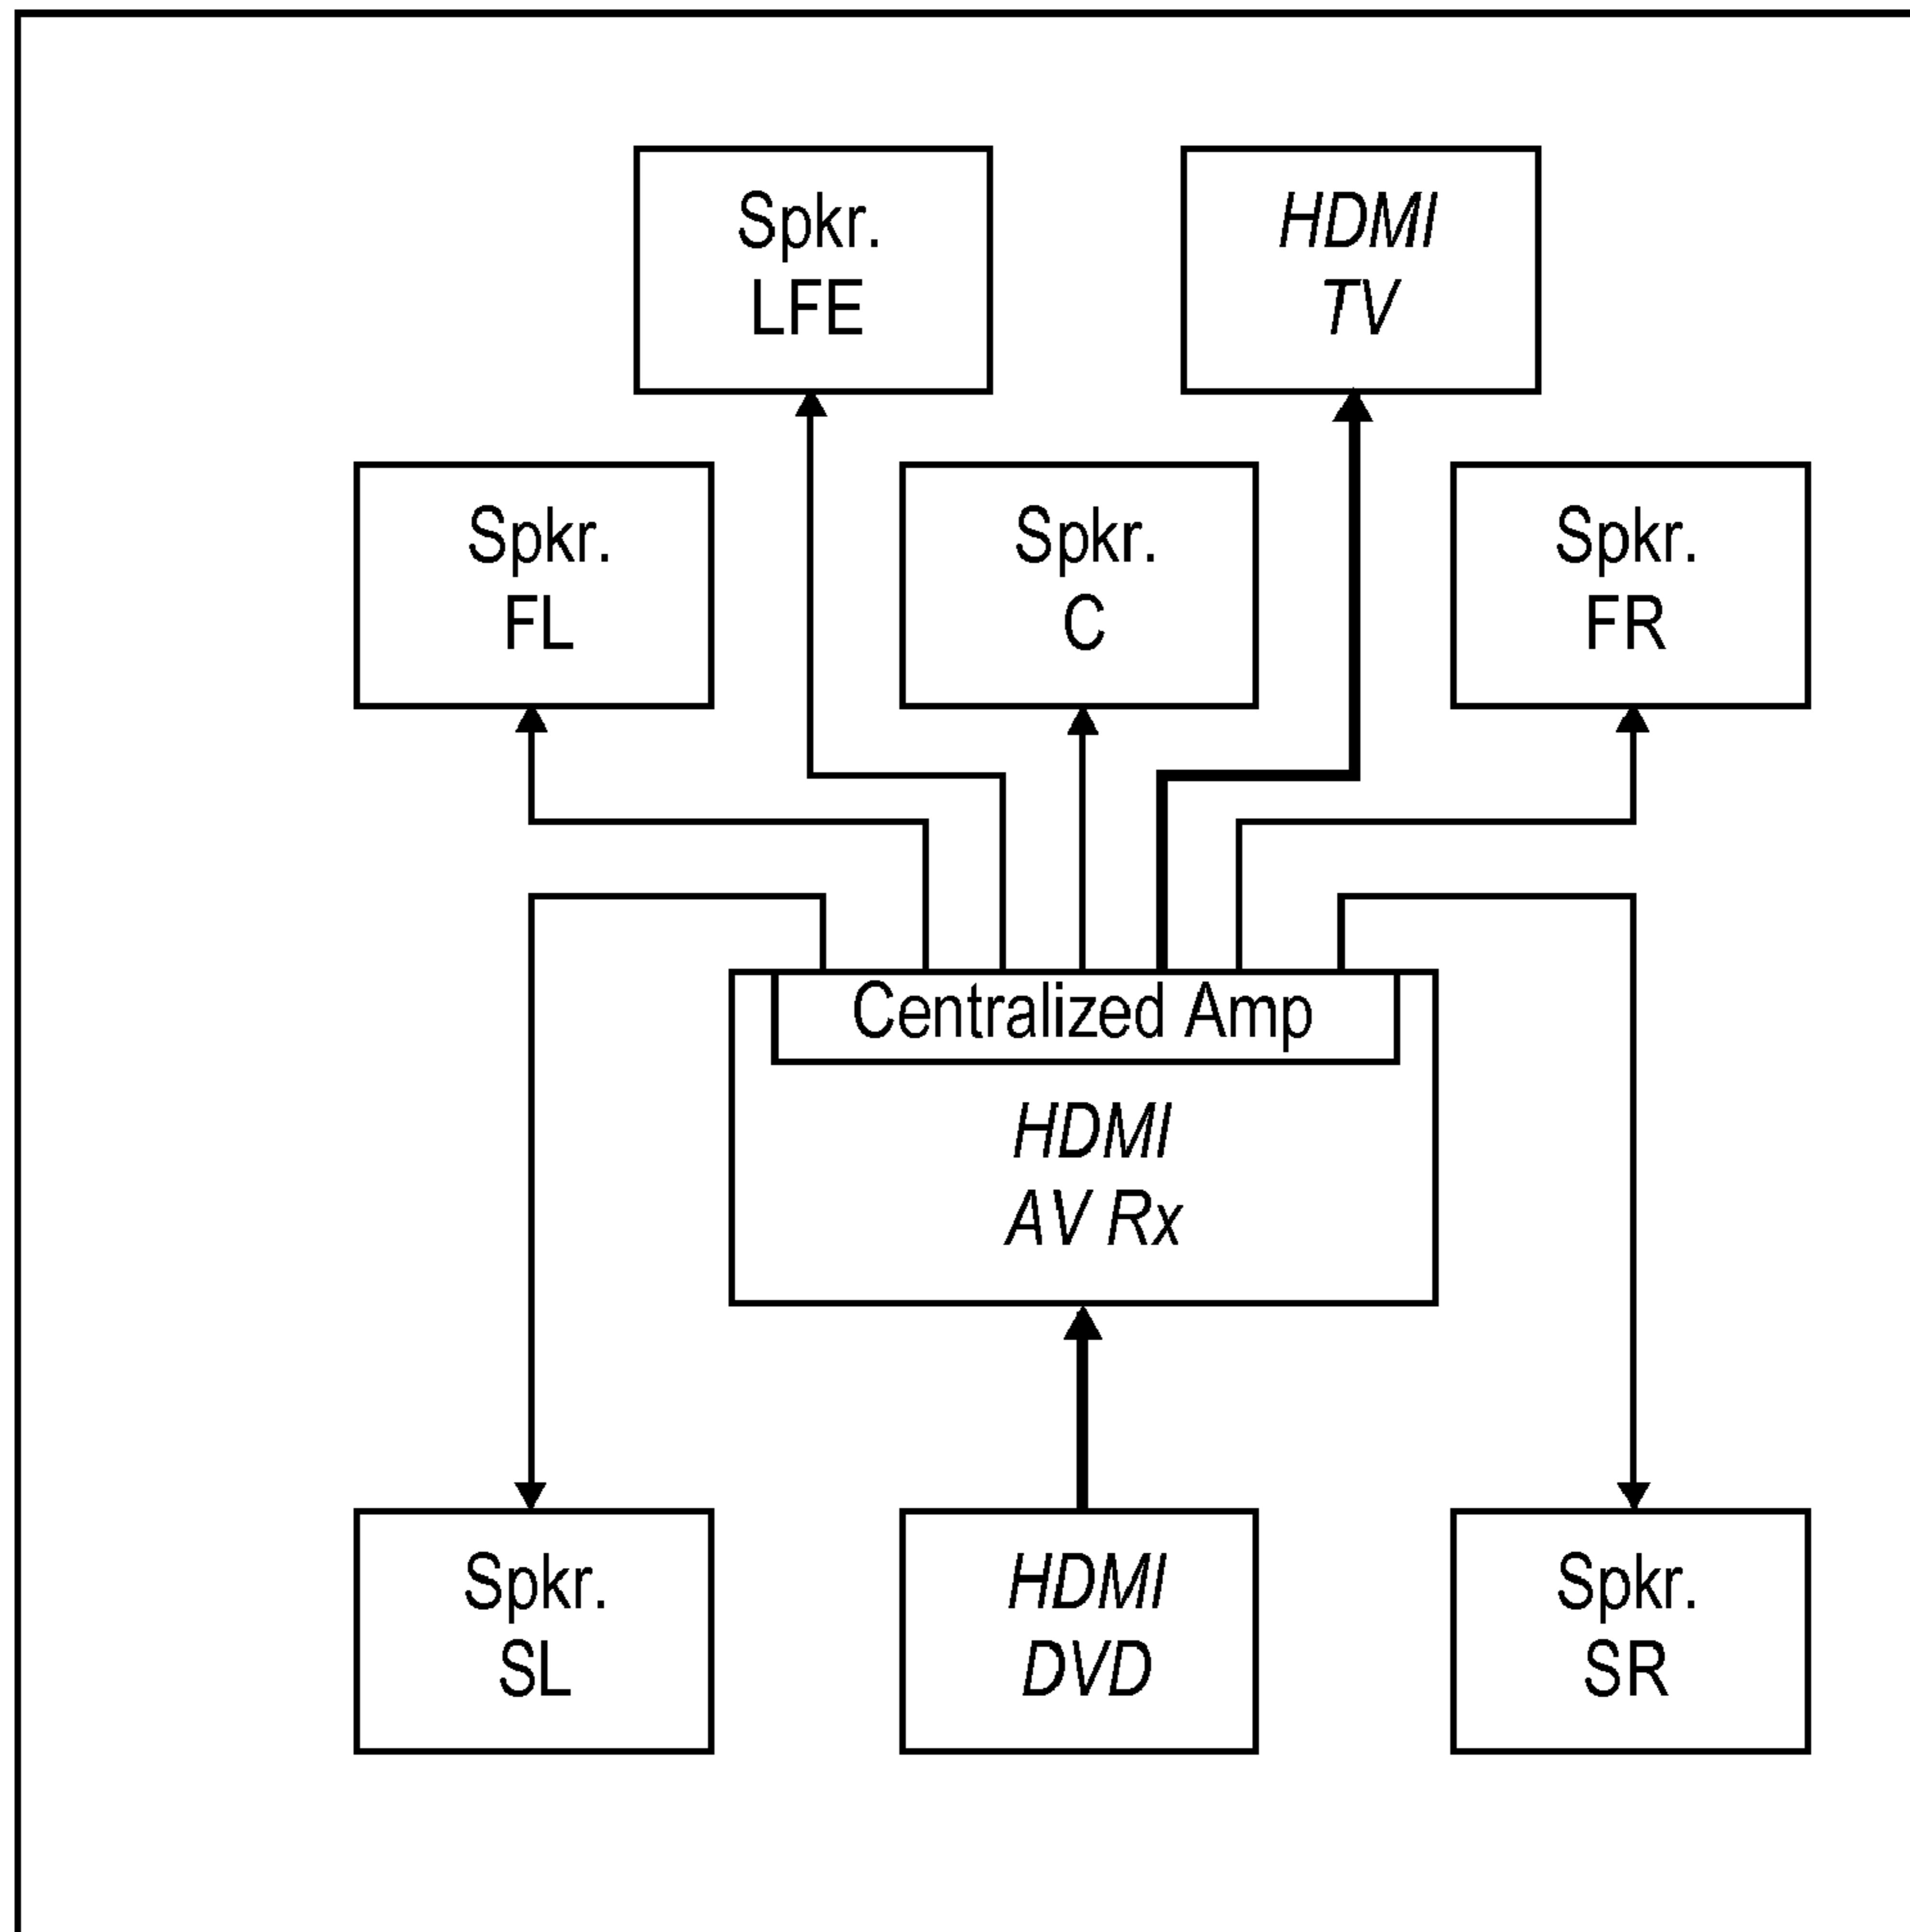 Spkr.
LFE
HDMI
TV
Spkr.
FL
Spkr.
C
Spkr.
FR
Centralized Amp
HDMI
AV Rx
Spkr.
SL
HDMI
DVD
Spkr.
SR